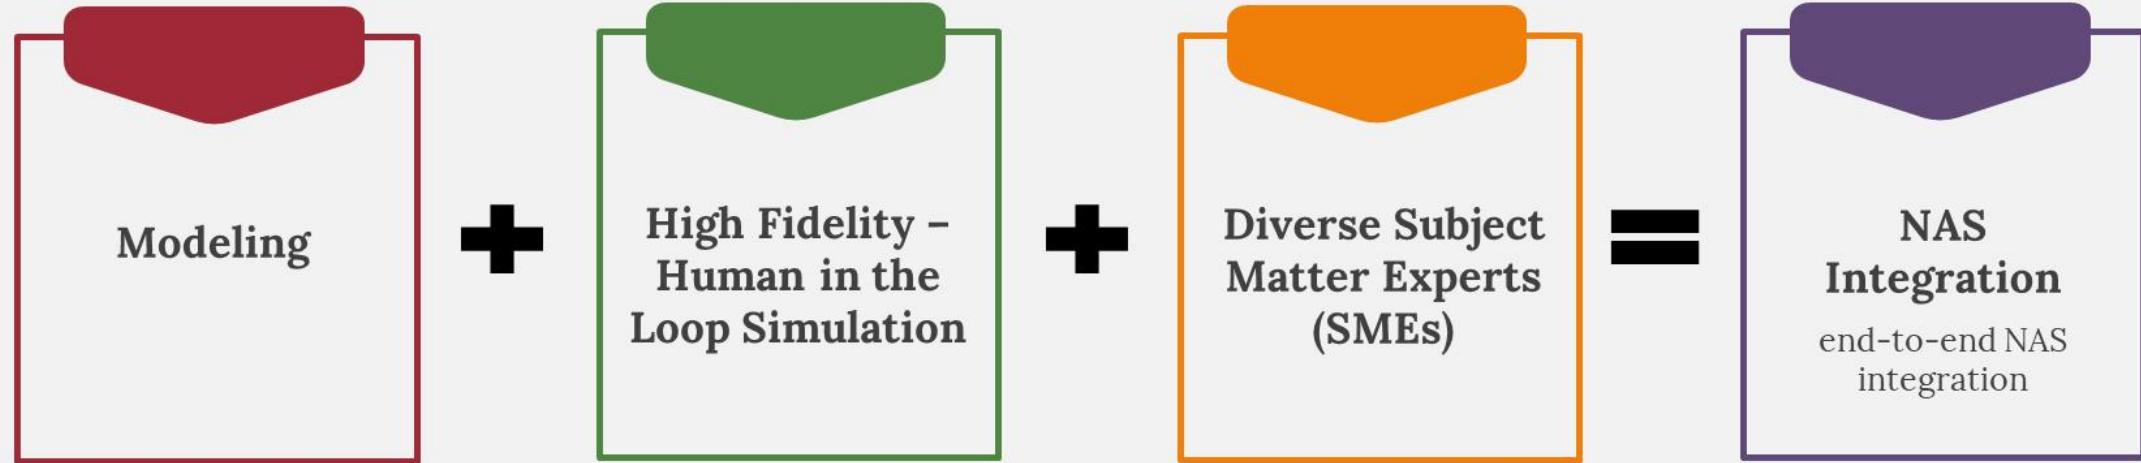 Modeling
High Fidelity –
Human in the
Loop Simulation
Diverse Subject
Matter Experts
(SMEs)
NAS
Integration
end-to-end NAS
integration